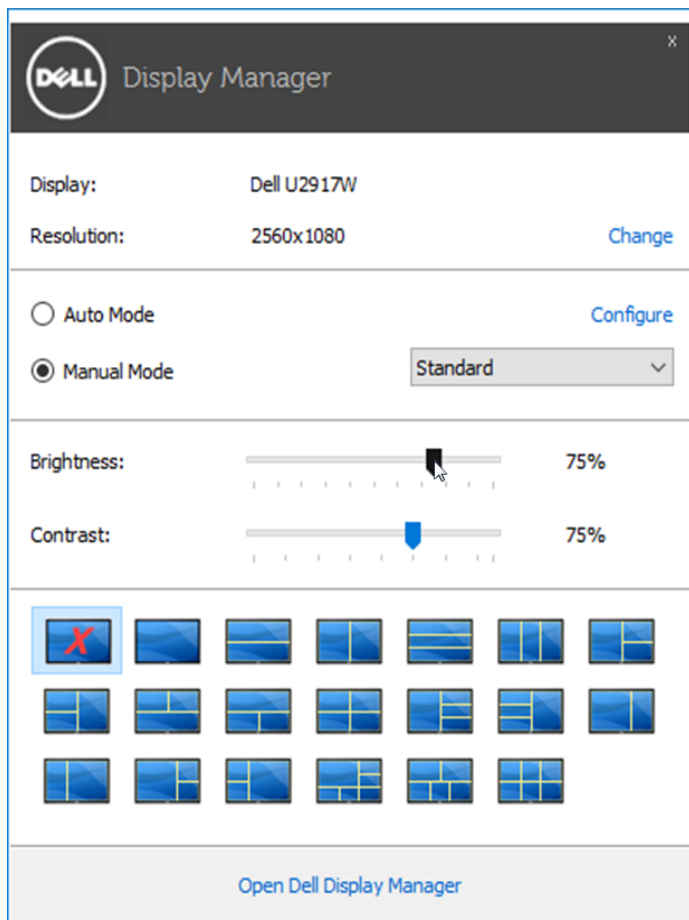 x
DELL Display Manager
Display: Dell U2917W
Resolution: 2560x1080 Change
Auto Mode Configure
Manual Mode Standard
Brightness: 75%
Contrast: 75%
X
Open Dell Display Manager